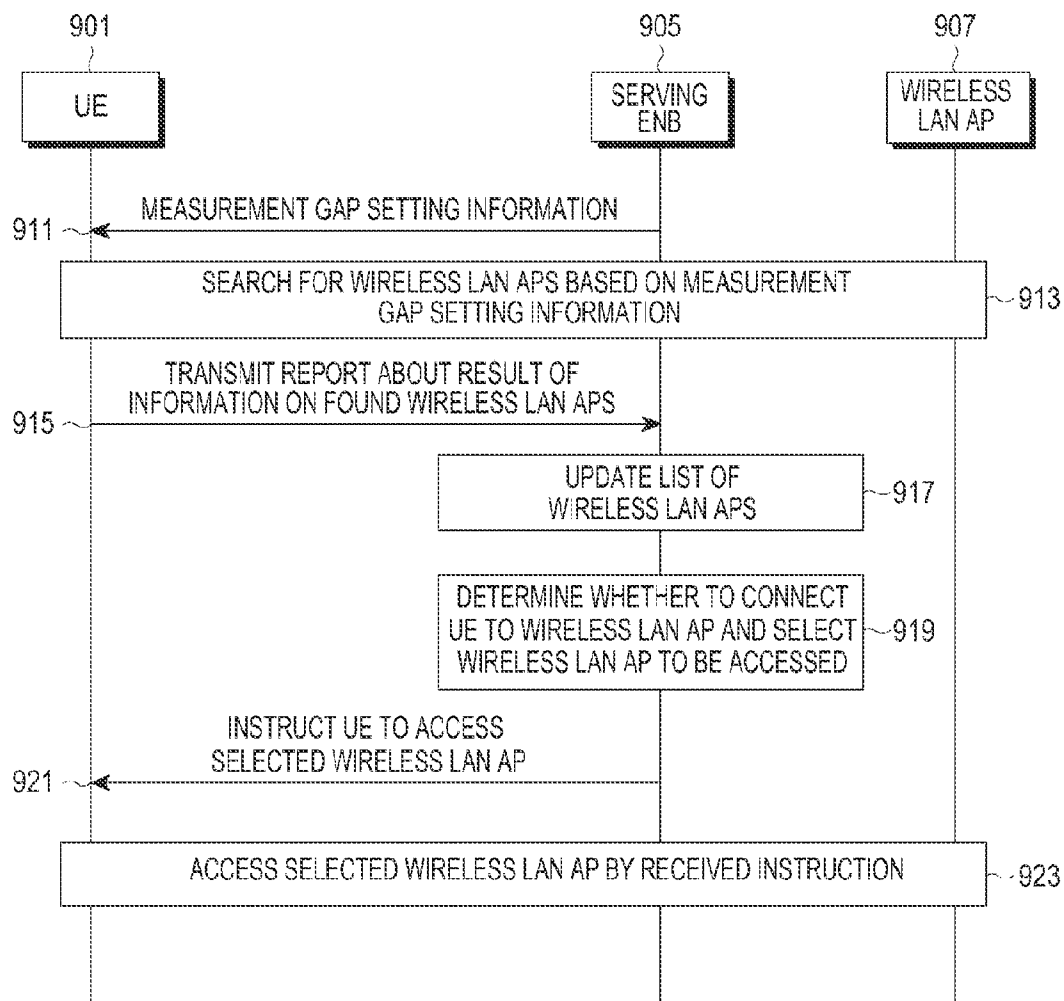 901
905
907
UE
SERVING
ENB
WIRELESS
LAN AP
MEASUREMENT GAP SETTING INFORMATION
911
SEARCH FOR WIRELESS LAN APS BASED ON MEASUREMENT
GAP SETTING INFORMATION
913
TRANSMIT REPORT ABOUT RESULT OF
INFORMATION ON FOUND WIRELESS LAN APS
915
UPDATE LIST OF
WIRELESS LAN APS
917
DETERMINE WHETHER TO CONNECT
UE TO WIRELESS LAN AP AND SELECT
WIRELESS LAN AP TO BE ACCESSED
919
INSTRUCT UE TO ACCESS
SELECTED WIRELESS LAN AP
921
ACCESS SELECTED WIRELESS LAN AP BY RECEIVED INSTRUCTION
923